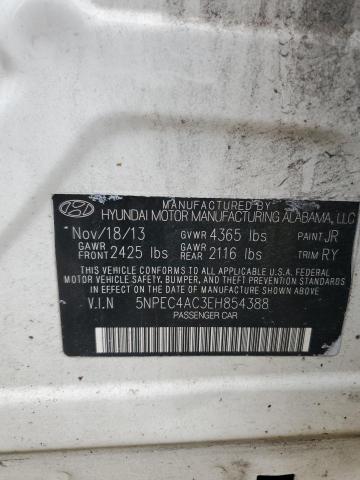 MANUFACTURED BY
HYUNDAI MOTOR MANUFACTURING ALABAMA, LLC
Nov/18/13 GVWR 4365 lbs PAINT JR
GAWR FRONT 2425 lbs GAWR REAR 2116 lbs TRIM RY
THIS VEHICLE CONFORMS TO ALL APPLICABLE U.S.A. FEDERAL
MOTOR VEHICLE SAFETY, BUMPER, AND THEFT PREVENTION
STANDARDS IN EFFECT ON THE DATE OF MANUFACTURE SHOWN ABOVE.
V.I.N 5NPEC4AC3EH854388
PASSENGER CAR